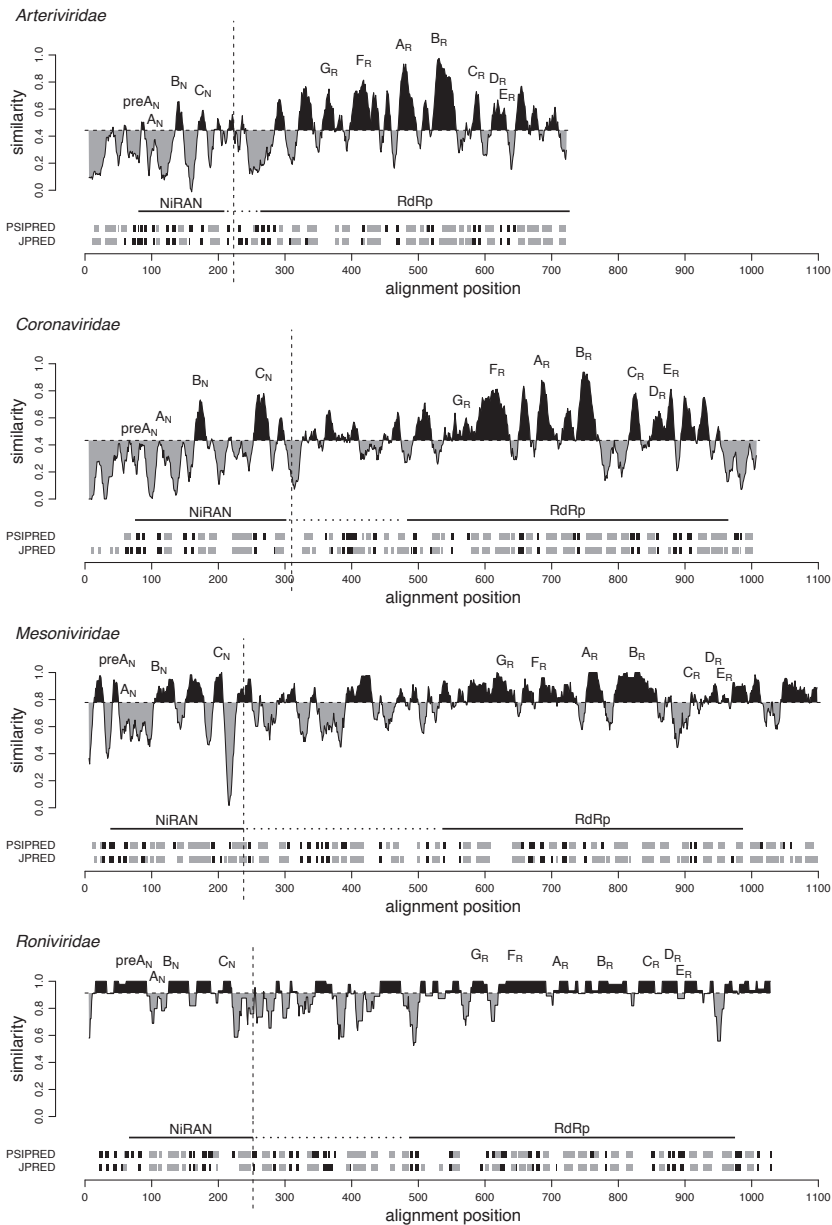 Arteriviridae
similarity
0.0 0.2 0.4 0.6 0.8 1.0
preAN AN BN CN GR FR AR BR CR DR ER
NiRAN RdRp
PSIPRED
JPRED
0 100 200 300 400 500 600 700 800 900 1000 1100
alignment position
Coronaviridae
similarity
0.0 0.2 0.4 0.6 0.8 1.0
preAN AN BN CN GR FR AR BR CR DR ER
NiRAN RdRp
PSIPRED
JPRED
0 100 200 300 400 500 600 700 800 900 1000 1100
alignment position
Mesoniviridae
similarity
0.0 0.2 0.4 0.6 0.8 1.0
preAN AN BN CN GR FR AR BR CR DR ER
NiRAN RdRp
PSIPRED
JPRED
0 100 200 300 400 500 600 700 800 900 1000 1100
alignment position
Roniviridae
similarity
0.0 0.2 0.4 0.6 0.8 1.0
preAN AN BN CN GR FR AR BR CR DR ER
NiRAN RdRp
PSIPRED
JPRED
0 100 200 300 400 500 600 700 800 900 1000 1100
alignment position